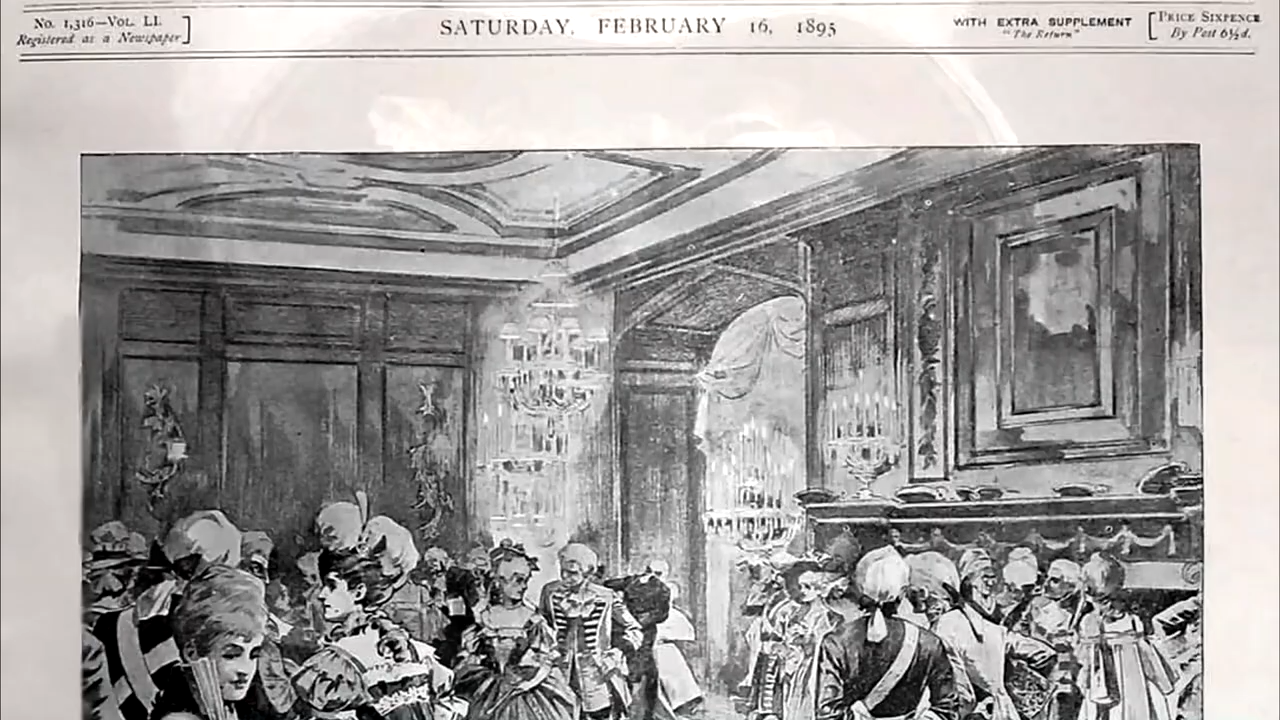 No. 1,316—VOL. LI.
Registered as a Newspaper]
SATURDAY, FEBRUARY 16, 1895
WITH EXTRA SUPPLEMENT
"The Return"
[PRICE SIXPENCE
By Post 6½d.